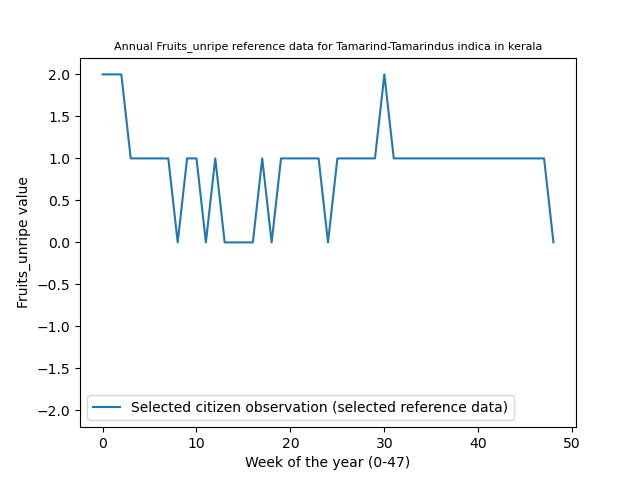 Annual Fruits_unripe reference data for Tamarind-Tamarindus indica in kerala
2.0
1.5
1.0
0.5
0.0
−0.5
−1.0
−1.5
−2.0
Fruits_unripe value
Selected citizen observation (selected reference data)
0 10 20 30 40 50
Week of the year (0-47)